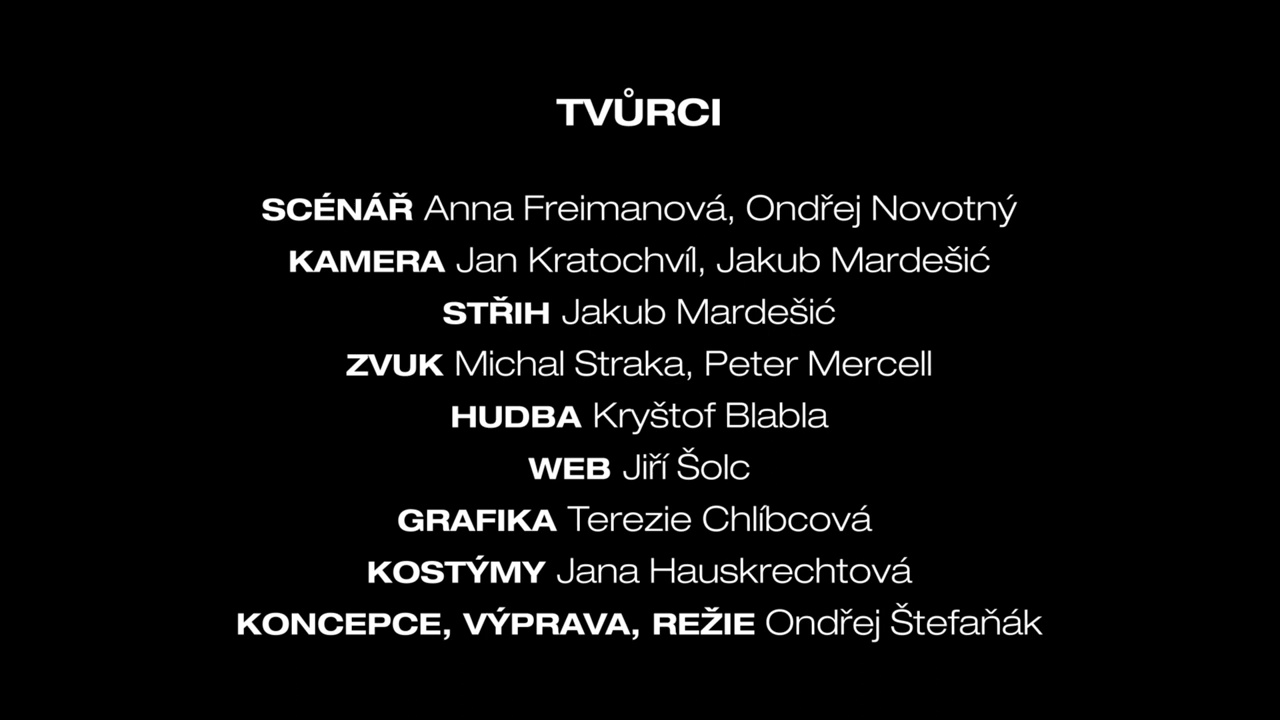 TVŮRCI
SCÉNÁŘ Anna Freimanová, Ondřej Novotný
KAMERA Jan Kratochvíl, Jakub Mardešić
STŘIH Jakub Mardešić
ZVUK Michal Straka, Peter Mercell
HUDBA Kryštof Blabla
WEB Jiří Šolc
GRAFIKA Terezie Chlíbcová
KOSTÝMY Jana Hauskrechtová
KONCEPCE, VÝPRAVA, REŽIE Ondřej Štefaňák